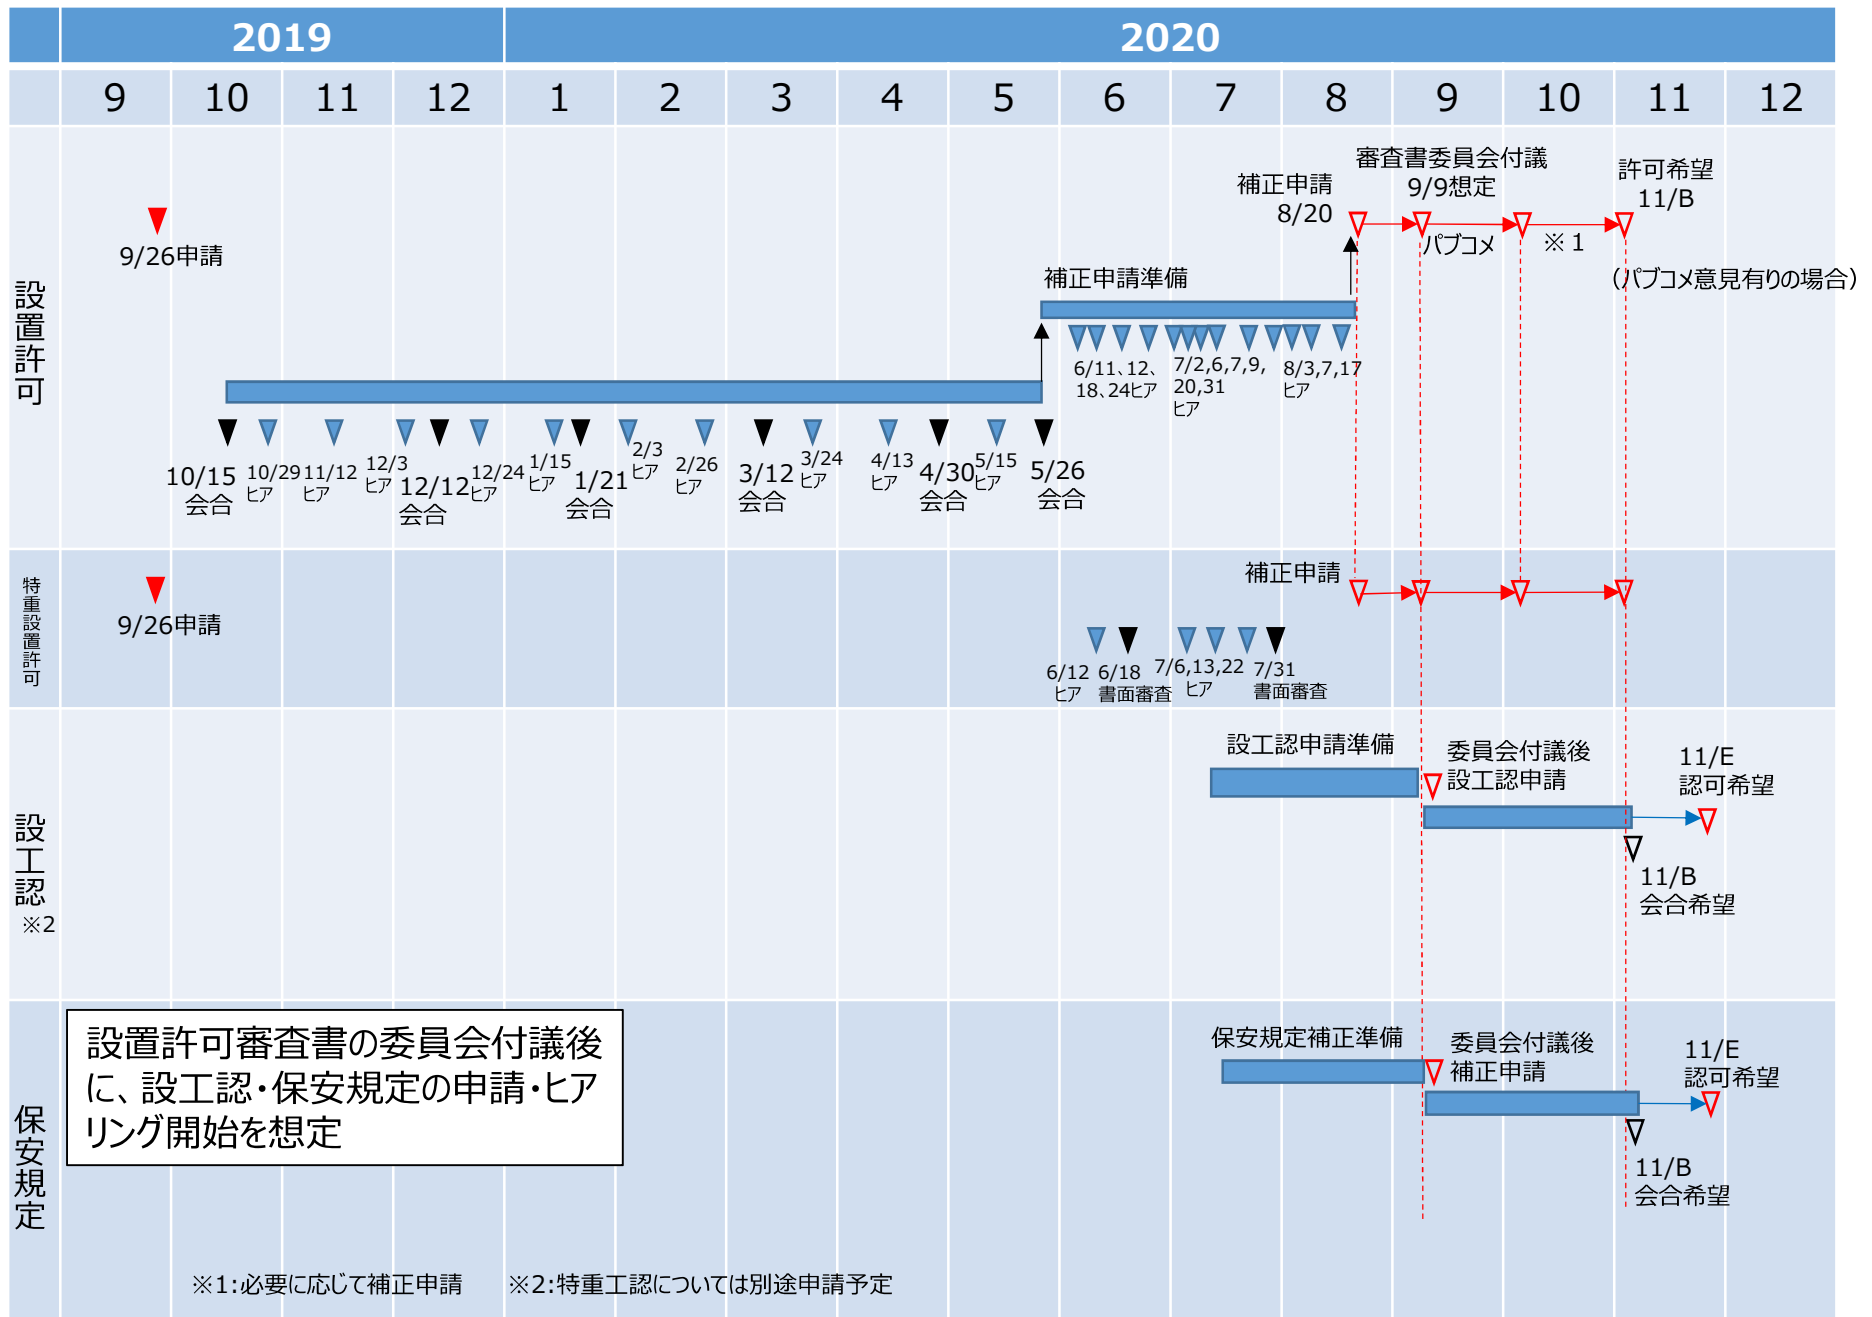 2019
2020
9
10
11
12
1
2
3
4
5
6
7
8
9
10
11
12
設置許可
9/26申請
補正申請
8/20
審査書委員会付議
9/9想定
許可希望
11/B
パブコメ
※1
(パブコメ意見有りの場合)
補正申請準備
6/11、12、
18、24ヒア
7/2,6,7,9,
20,31
ヒア
8/3,7,17
ヒア
10/15
会合
10/29
ヒア
11/12
ヒア
12/3
ヒア
12/12
会合
12/24
ヒア
1/15
ヒア
1/21
会合
2/3
ヒア
2/26
ヒア
3/12
会合
3/24
ヒア
4/13
ヒア
4/30
会合
5/15
ヒア
5/26
会合
特重設置許可
9/26申請
補正申請
6/12
ヒア
6/18
書面審査
7/6,13,22
ヒア
7/31
書面審査
設工認
※2
設工認申請準備
委員会付議後
設工認申請
11/E
認可希望
11/B
会合希望
保安規定
設置許可審査書の委員会付議後
に、設工認・保安規定の申請・ヒア
リング開始を想定
保安規定補正準備
委員会付議後
補正申請
11/E
認可希望
11/B
会合希望
※1:必要に応じて補正申請
※2:特重工認については別途申請予定